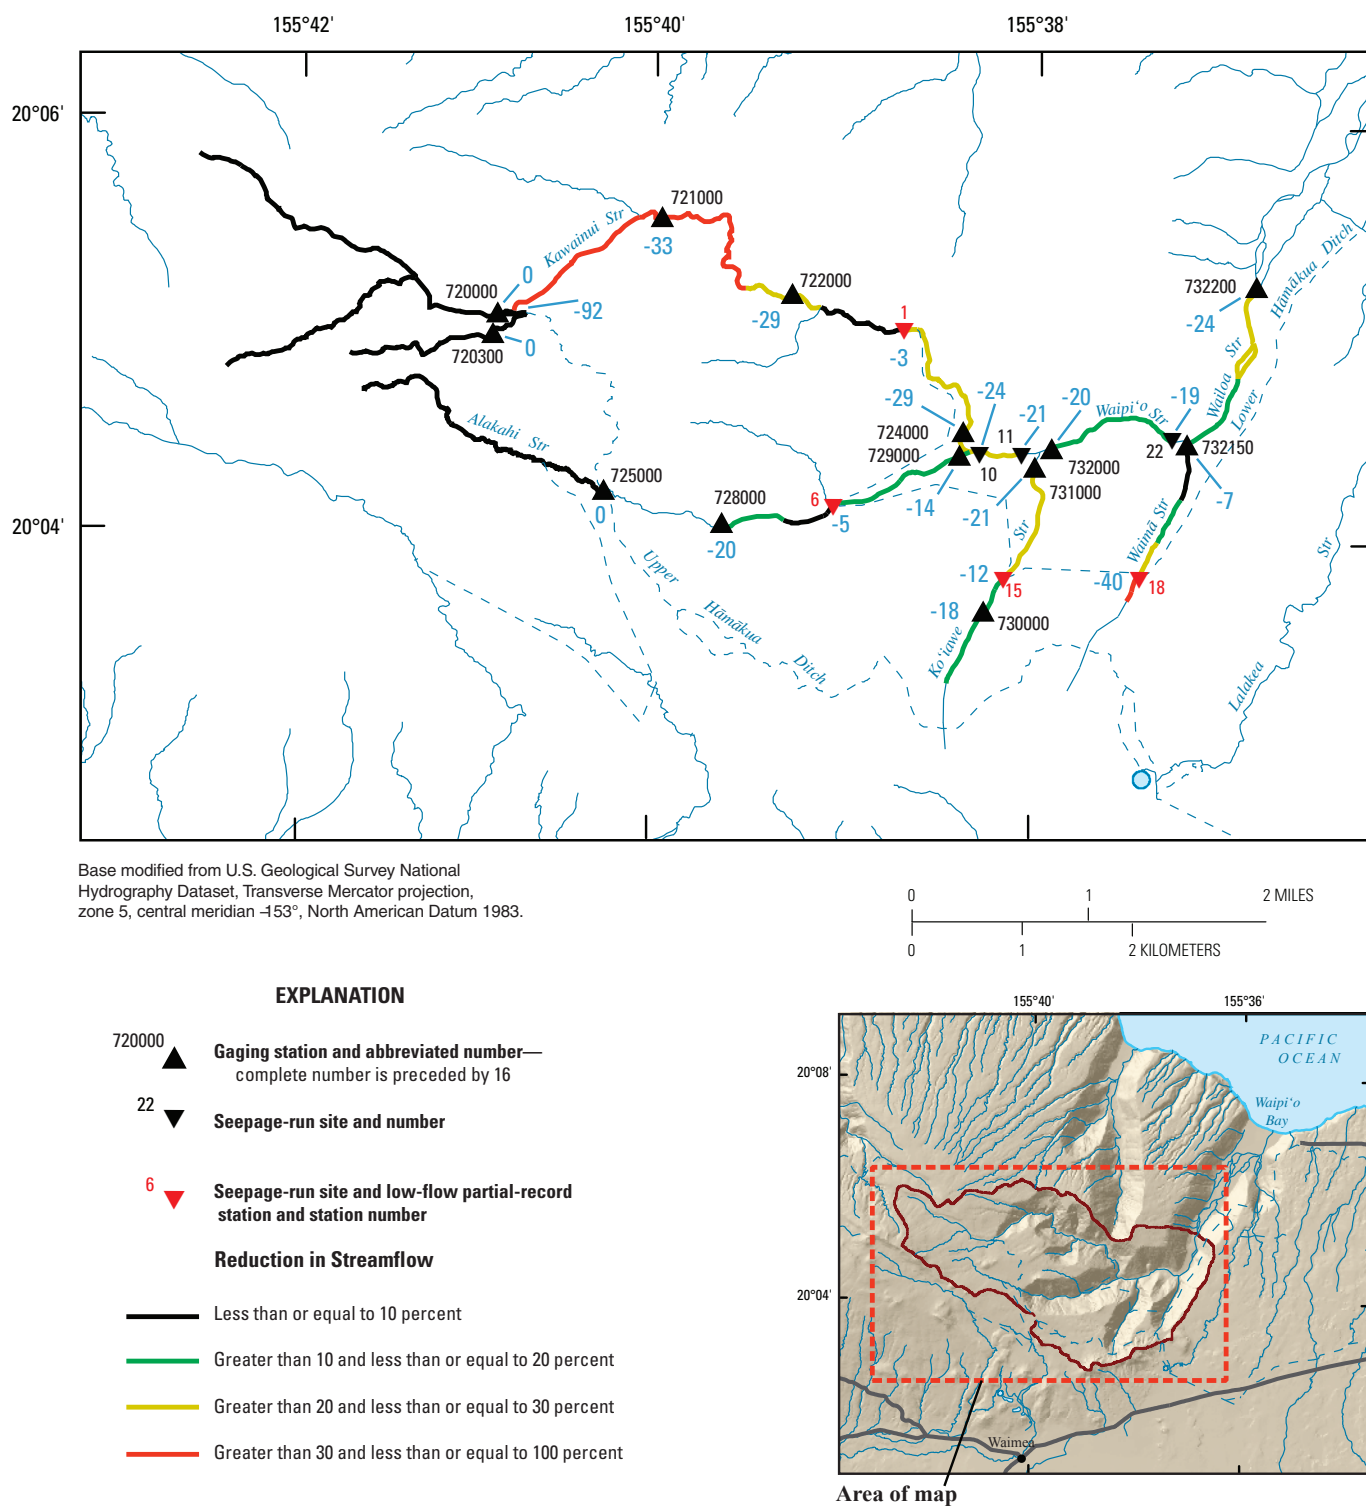 155°42'
155°40'
155°38'
20°06'
20°04'
721000
-33
Kawainui Str
0
720000
-92
720300
0
722000
-29
1
-3
732200
-24
Hāmākua Ditch
Wailoa Str
Lower
-29
-24
-21
-20
Waipi'o Str
-19
724000
729000
10
11
732000
22
732150
731000
-7
-14
-21
Alakahi Str
725000
0
728000
-20
6
-5
Str
Waimā Str
Str
-12
15
-40
18
-18
730000
Ko'iawe
Upper
Hāmākua
Ditch
Lalakea
Base modified from U.S. Geological Survey National
Hydrography Dataset, Transverse Mercator projection,
zone 5, central meridian –153°, North American Datum 1983.
0 1 2 MILES
0 1 2 KILOMETERS
EXPLANATION
720000
Gaging station and abbreviated number—
complete number is preceded by 16
22
Seepage-run site and number
6
Seepage-run site and low-flow partial-record
station and station number
Reduction in Streamflow
Less than or equal to 10 percent
Greater than 10 and less than or equal to 20 percent
Greater than 20 and less than or equal to 30 percent
Greater than 30 and less than or equal to 100 percent
155°40'
155°36'
20°08'
20°04'
PACIFIC
OCEAN
Waipi'o
Bay
Waimea
Area of map